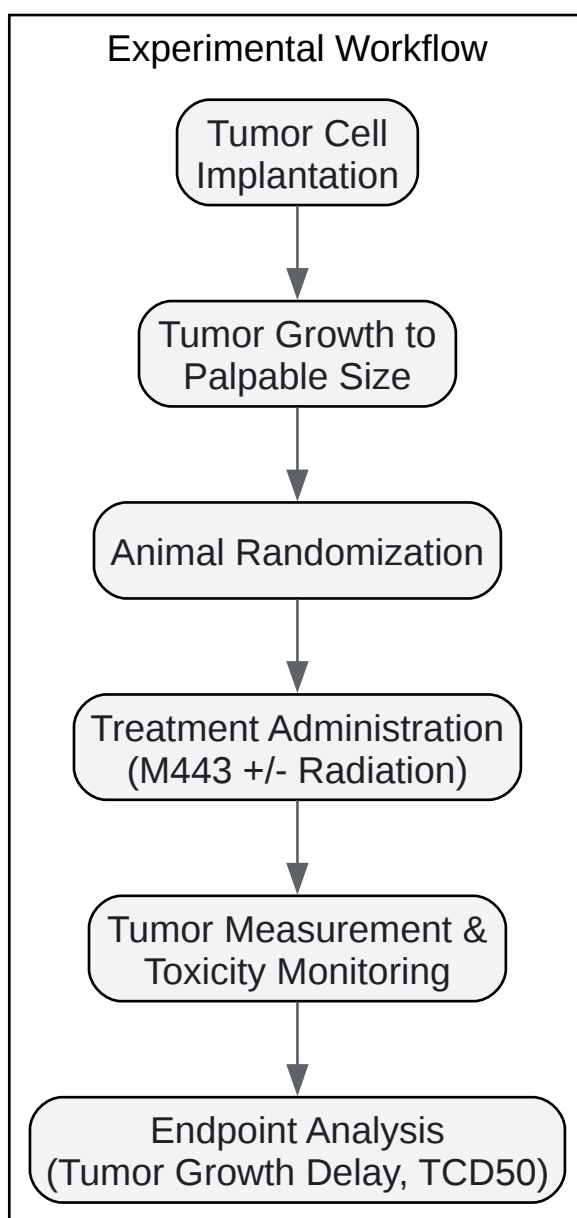 Experimental Workflow
Tumor Cell
Implantation
Tumor Growth to
Palpable Size
Animal Randomization
Treatment Administration
(M443 +/- Radiation)
Tumor Measurement &
Toxicity Monitoring
Endpoint Analysis
(Tumor Growth Delay, TCD50)